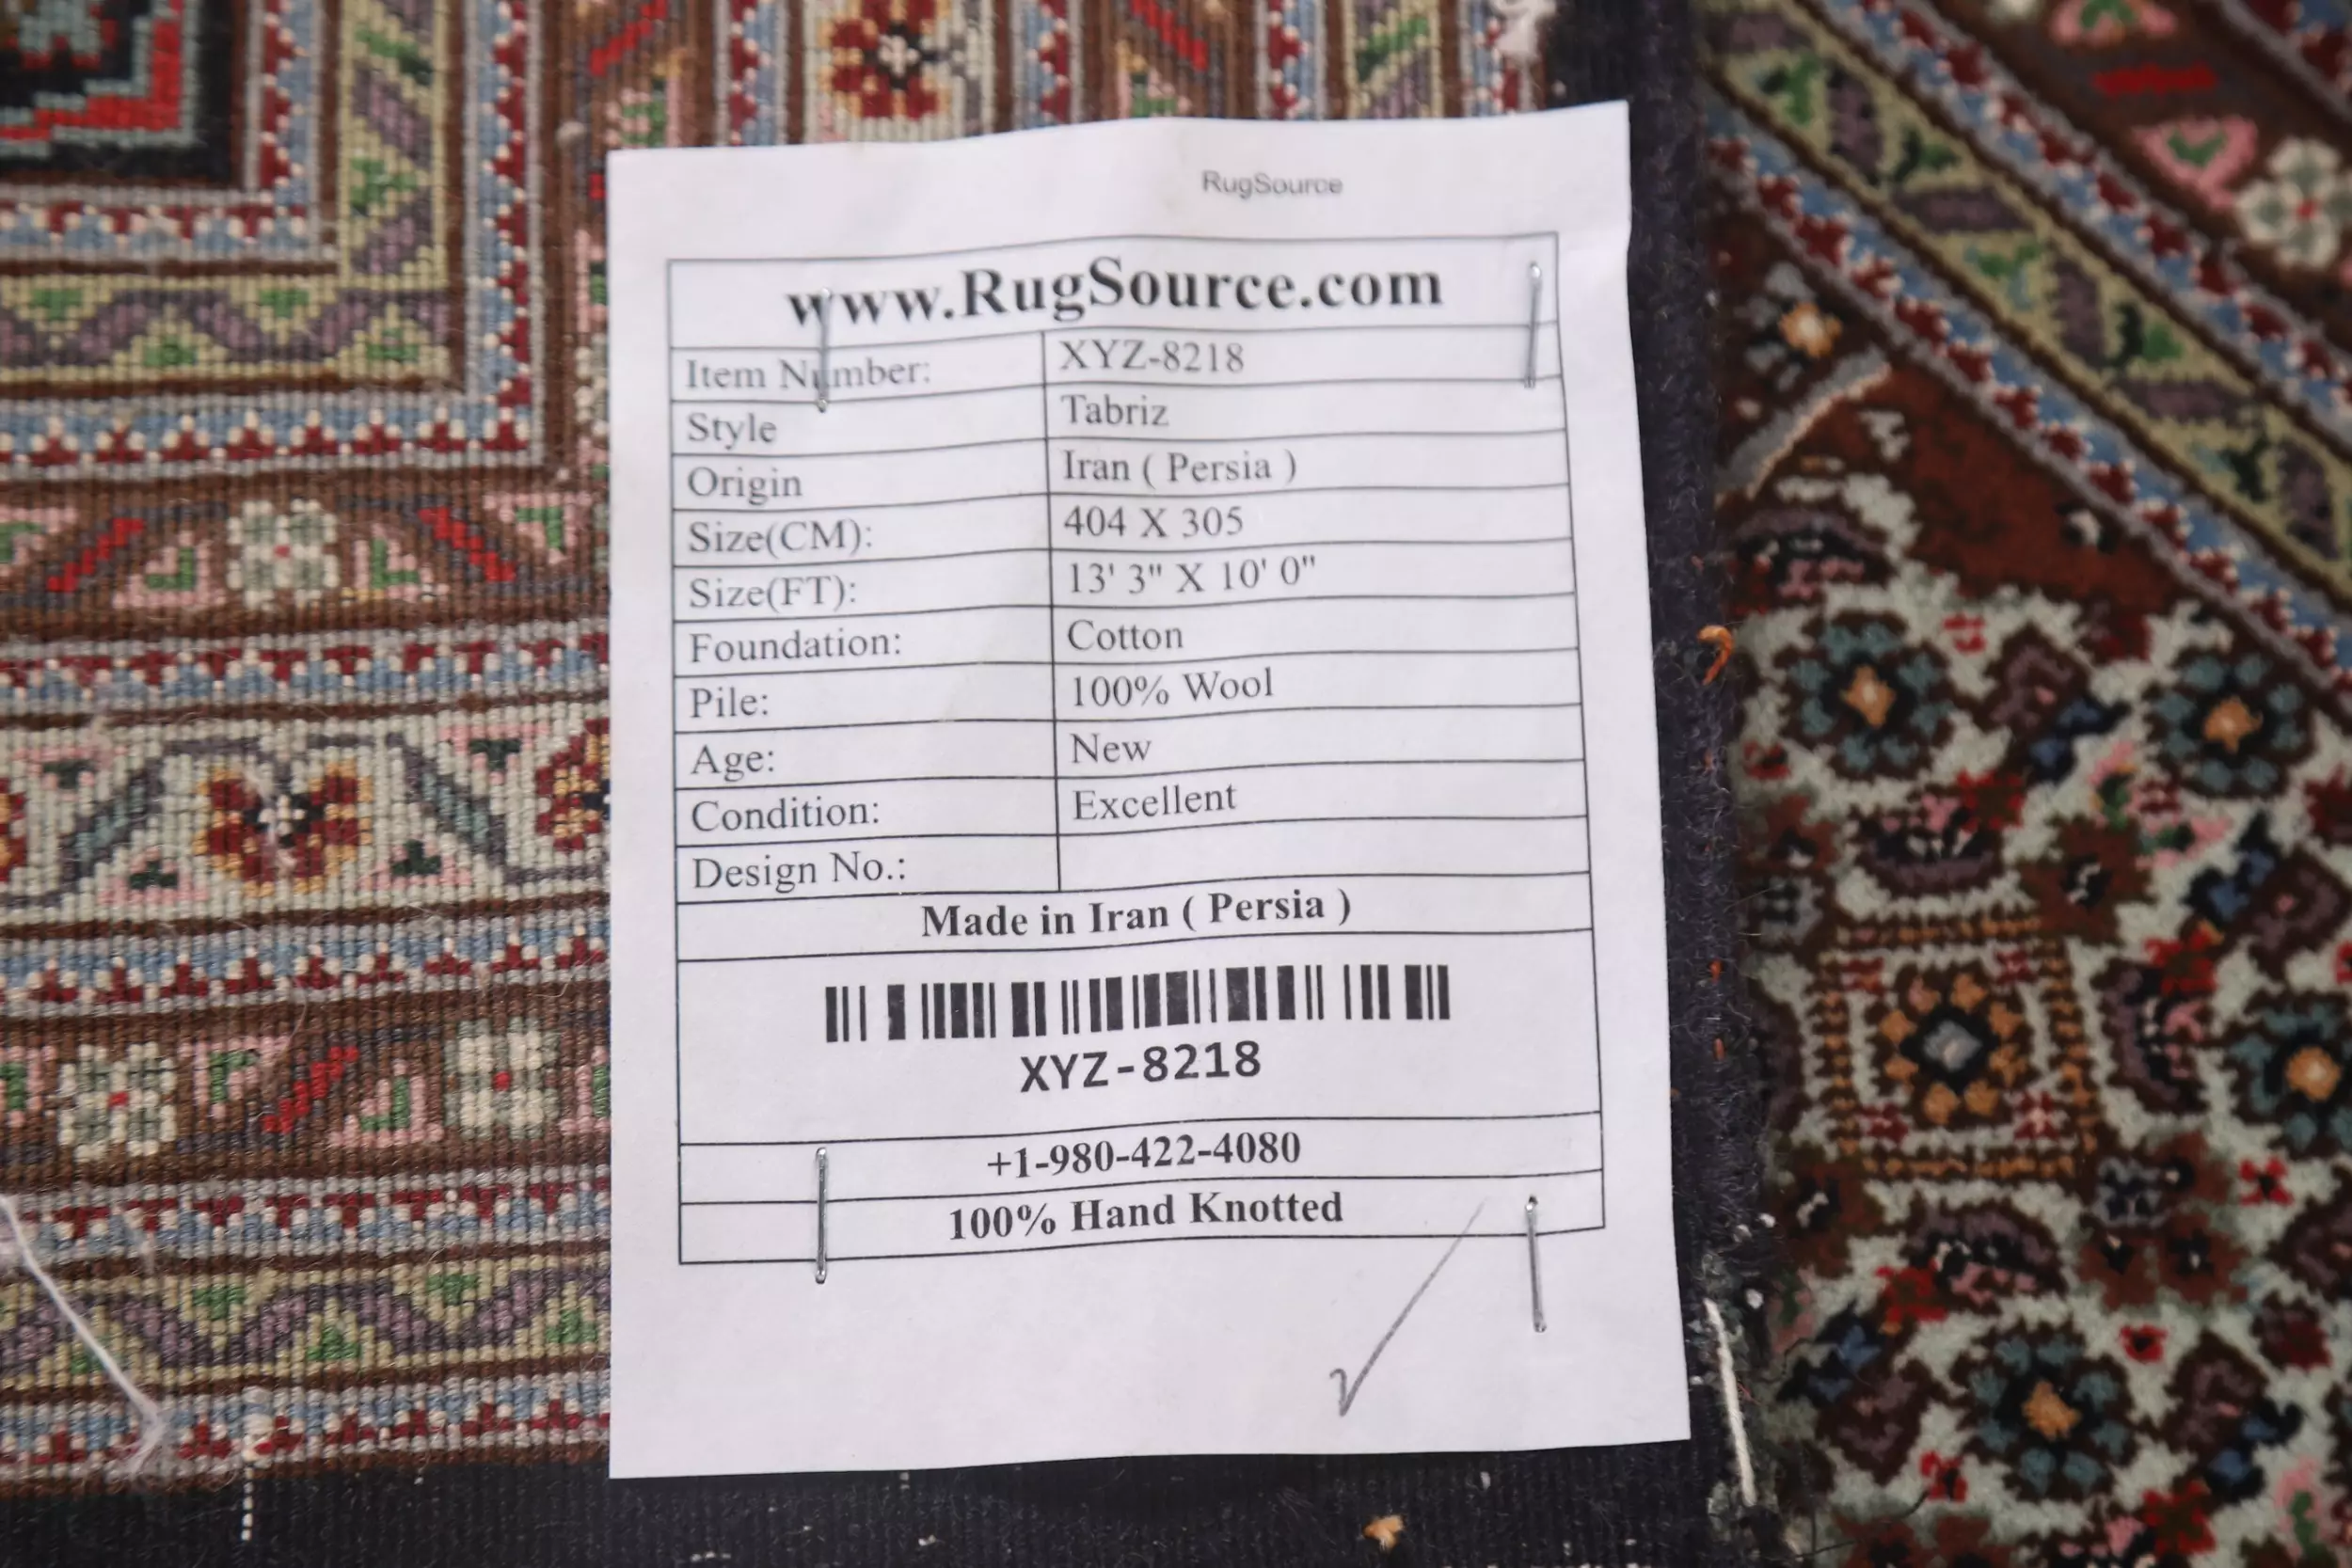 RugSource
www.RugSource.com
Item Number: XYZ-8218
Style Tabriz
Origin Iran ( Persia )
Size(CM): 404 X 305
Size(FT): 13' 3" X 10' 0"
Foundation: Cotton
Pile: 100% Wool
Age: New
Condition: Excellent
Design No.:
Made in Iran ( Persia )
XYZ-8218
+1-980-422-4080
100% Hand Knotted